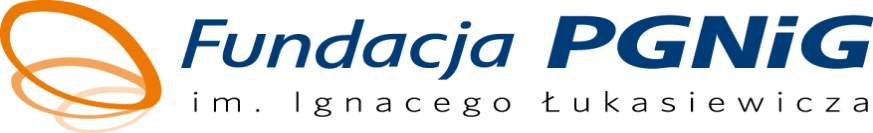 Fundacja PGNiG
im. Ignacego Łukasiewicza